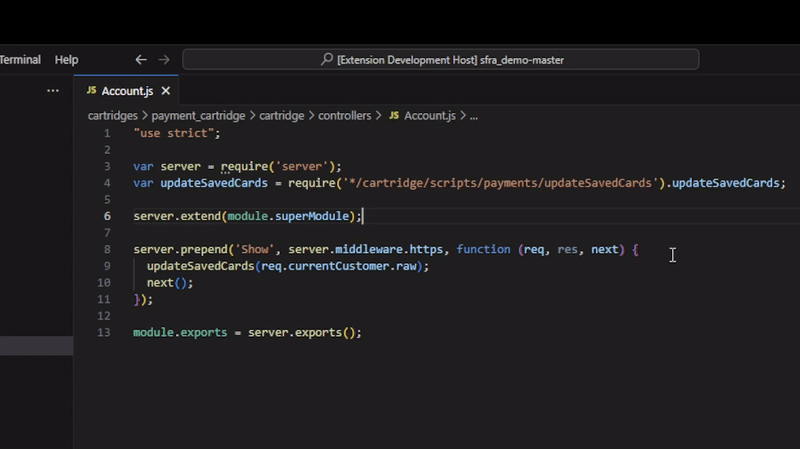 Terminal Help [Extension Development Host] sfra_demo-master
... JS Account.js
cartridges > payment_cartridge > cartridge > controllers > JS Account.js > ...
1 "use strict";
2
3 var server = require('server');
4 var updateSavedCards = require('*/cartridge/scripts/payments/updateSavedCards').updateSavedCards;
5
6 server.extend(module.superModule);
7
8 server.prepend('Show', server.middleware.https, function (req, res, next) {
9 updateSavedCards(req.currentCustomer.raw);
10 next();
11 });
12
13 module.exports = server.exports();